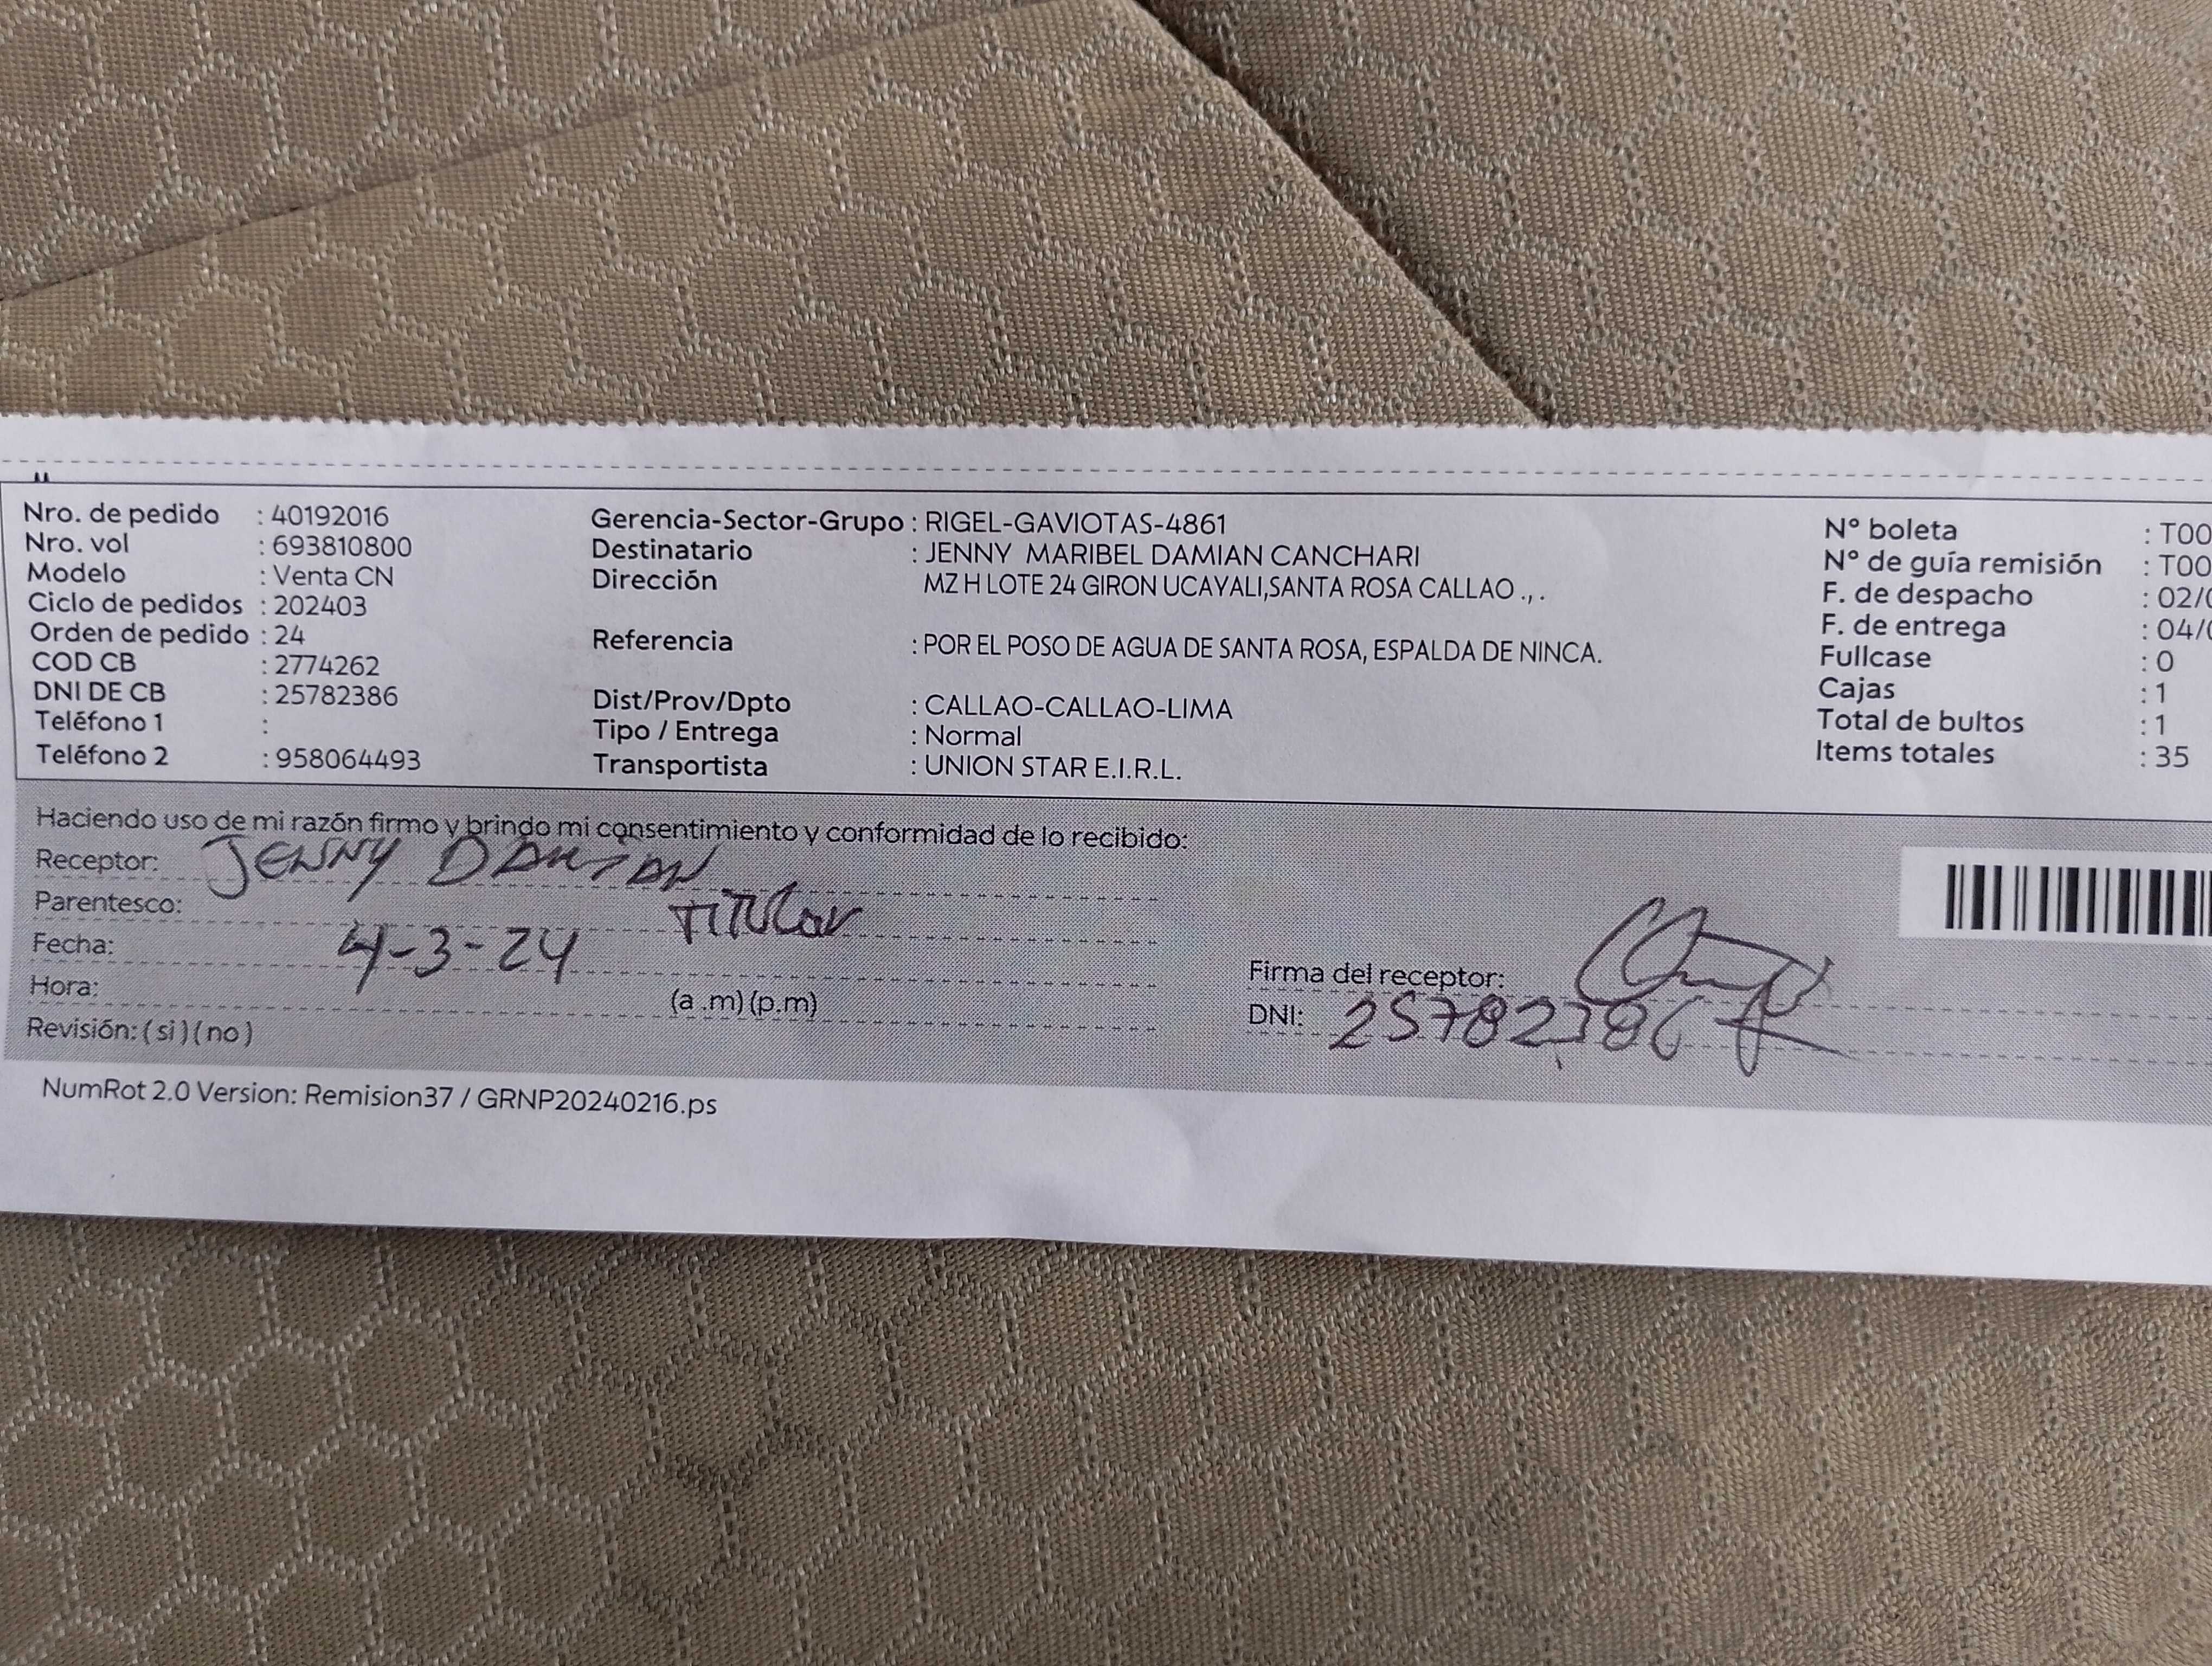 Nro. de pedido : 40192016
Nro. vol : 693810800
Modelo : Venta CN
Ciclo de pedidos : 202403
Orden de pedido : 24
COD CB : 2774262
DNI DE CB : 25782386
Teléfono 1 :
Teléfono 2 : 958064493
Gerencia-Sector-Grupo : RIGEL-GAVIOTAS-4861
Destinatario : JENNY MARIBEL DAMIAN CANCHARI
Dirección MZ H LOTE 24 GIRON UCAYALI,SANTA ROSA CALLAO .,.
Referencia : POR EL POSO DE AGUA DE SANTA ROSA, ESPALDA DE NINCA.
Dist/Prov/Dpto : CALLAO-CALLAO-LIMA
Tipo / Entrega : Normal
Transportista : UNION STAR E.I.R.L.
N° boleta : T00
N° de guía remisión : T00
F. de despacho : 02/
F. de entrega : 04/
Fullcase : 0
Cajas : 1
Total de bultos : 1
Items totales : 35
Haciendo uso de mi razón firmo y brindo mi consentimiento y conformidad de lo recibido:
Receptor: JENNY DAMIAN
Parentesco: TITULar
Fecha: 4-3-24
Hora: (a .m) (p.m)
Revisión: ( si ) ( no )
Firma del receptor:
DNI: 25782386
NumRot 2.0 Version: Remision37 / GRNP20240216.ps